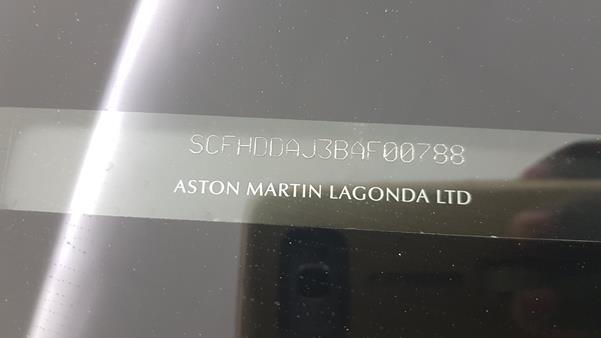 SCFHDDAJ3BAF00788
ASTON MARTIN LAGONDA LTD